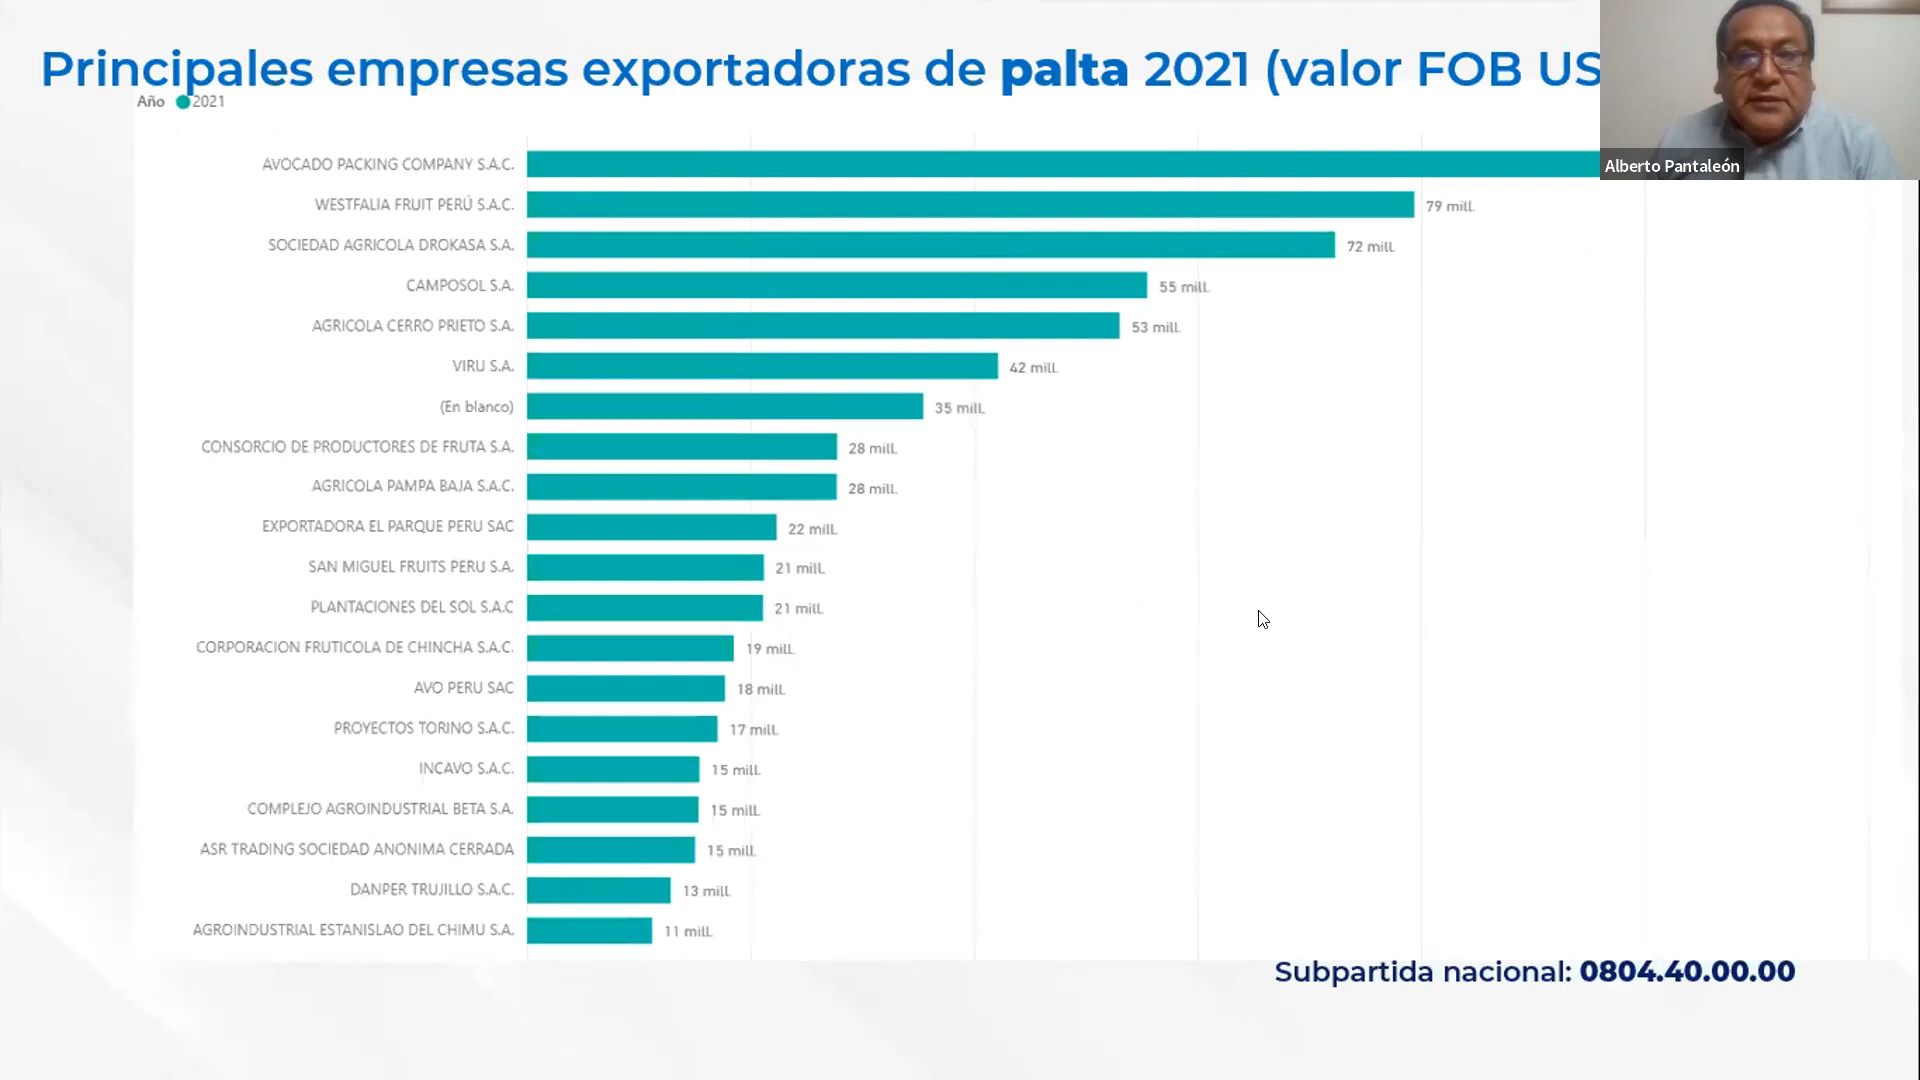 Principales empresas exportadoras de palta 2021 (valor FOB US
Año 2021
AVOCADO PACKING COMPANY S.A.C.
Alberto Pantaleón
WESTFALIA FRUIT PERÚ S.A.C. 79 mill.
SOCIEDAD AGRICOLA DROKASA S.A. 72 mill.
CAMPOSOL S.A. 55 mill.
AGRICOLA CERRO PRIETO S.A. 53 mill.
VIRU S.A. 42 mill.
(En blanco) 35 mill.
CONSORCIO DE PRODUCTORES DE FRUTA S.A. 28 mill.
AGRICOLA PAMPA BAJA S.A.C. 28 mill.
EXPORTADORA EL PARQUE PERU SAC 22 mill.
SAN MIGUEL FRUITS PERU S.A. 21 mill.
PLANTACIONES DEL SOL S.A.C 21 mill.
CORPORACION FRUTICOLA DE CHINCHA S.A.C. 19 mill.
AVO PERU SAC 18 mill.
PROYECTOS TORINO S.A.C. 17 mill.
INCAVO S.A.C. 15 mill.
COMPLEJO AGROINDUSTRIAL BETA S.A. 15 mill.
ASR TRADING SOCIEDAD ANONIMA CERRADA 15 mill.
DANPER TRUJILLO S.A.C. 13 mill.
AGROINDUSTRIAL ESTANISLAO DEL CHIMU S.A. 11 mill.
Subpartida nacional: 0804.40.00.00